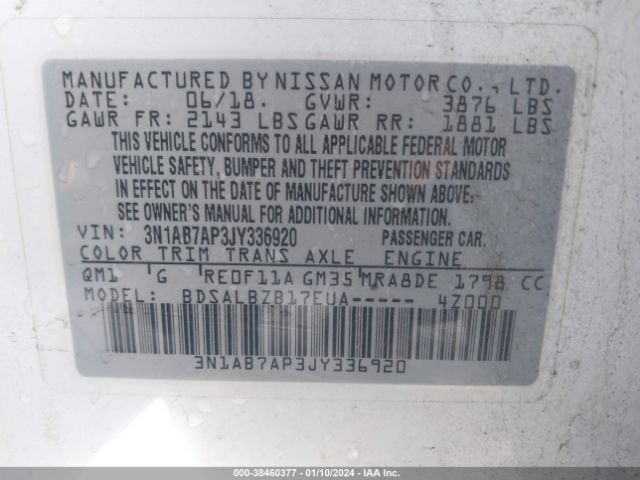 MANUFACTURED BY NISSAN MOTOR CO., LTD.
DATE: 06/18. GVWR: 3876 LBS
GAWR FR: 2143 LBS GAWR RR: 1881 LBS
THIS VEHICLE CONFORMS TO ALL APPLICABLE FEDERAL MOTOR
VEHICLE SAFETY, BUMPER AND THEFT PREVENTION STANDARDS
IN EFFECT ON THE DATE OF MANUFACTURE SHOWN ABOVE.
SEE OWNER'S MANUAL FOR ADDITIONAL INFORMATION.
VIN: 3N1AB7AP3JY336920 PASSENGER CAR.
COLOR TRIM TRANS AXLE ENGINE
QM1 G RE0F11A GM35 MRA8DE 1798 CC
MODEL: BDSALBZB17EUA----- 4Z000
3N1AB7AP3JY336920
000-38460377 - 01/10/2024 - IAA Inc.